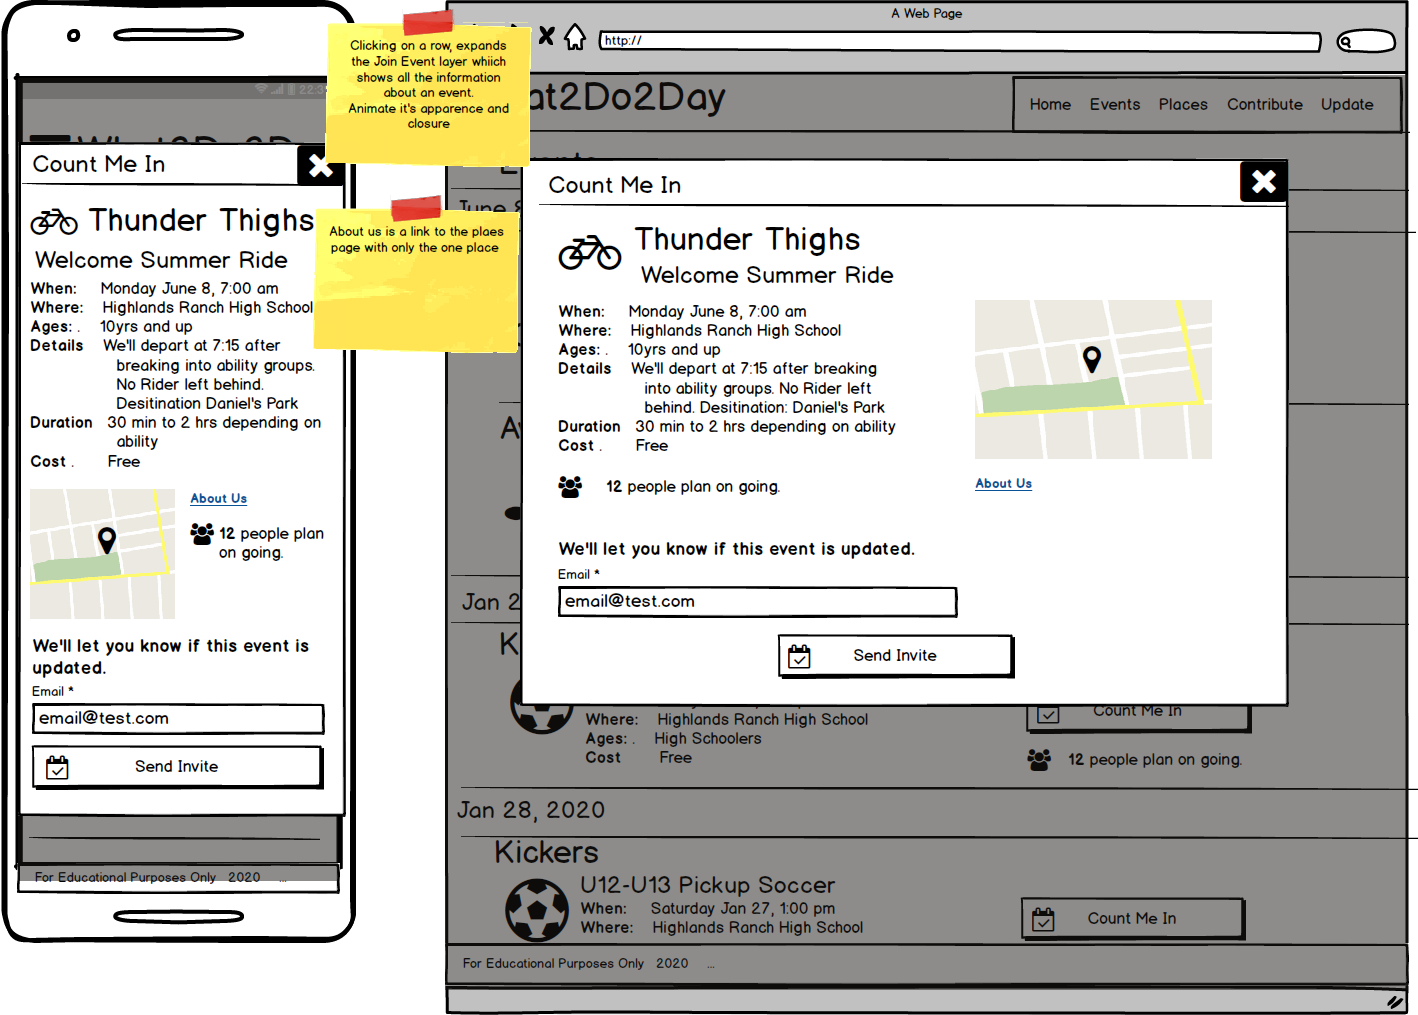 22:3
What2Do2D
Count Me In
Thunder Thighs
Welcome Summer Ride
When: Monday June 8, 7:00 am
Where: Highlands Ranch High School
Ages: . 10yrs and up
Details We'll depart at 7:15 after
breaking into ability groups.
No Rider left behind.
Desitination Daniel's Park
Duration 30 min to 2 hrs depending on
ability
Cost . Free
About Us
12 people plan
on going.
We'll let you know if this event is
updated.
Email *
email@test.com
Send Invite
For Educational Purposes Only 2020 ...
Clicking on a row, expands
the Join Event layer whiich
shows all the information
about an event.
Animate it's apparence and
closure
About us is a link to the plaes
page with only the one place
A Web Page
http://
at2Do2Day
Home Events Places Contribute Update
June 8
Count Me In
Thunder Thighs
Welcome Summer Ride
When: Monday June 8, 7:00 am
Where: Highlands Ranch High School
Ages: . 10yrs and up
Details We'll depart at 7:15 after breaking
into ability groups. No Rider left
behind. Desitination: Daniel's Park
Duration 30 min to 2 hrs depending on ability
Cost . Free
12 people plan on going.
About Us
We'll let you know if this event is updated.
Email *
email@test.com
Send Invite
Jan 2
K
Where: Highlands Ranch High School
Ages: . High Schoolers
Cost Free
Count Me In
12 people plan on going.
Jan 28, 2020
Kickers
U12-U13 Pickup Soccer
When: Saturday Jan 27, 1:00 pm
Where: Highlands Ranch High School
Count Me In
For Educational Purposes Only 2020 ...